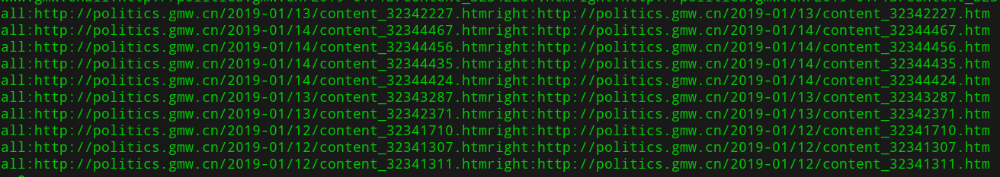 all:http://politics.gmw.cn/2019-01/13/content_32342227.htmright:http://politics.gmw.cn/2019-01/13/content_32342227.htm
all:http://politics.gmw.cn/2019-01/14/content_32344467.htmright:http://politics.gmw.cn/2019-01/14/content_32344467.htm
all:http://politics.gmw.cn/2019-01/14/content_32344456.htmright:http://politics.gmw.cn/2019-01/14/content_32344456.htm
all:http://politics.gmw.cn/2019-01/14/content_32344435.htmright:http://politics.gmw.cn/2019-01/14/content_32344435.htm
all:http://politics.gmw.cn/2019-01/14/content_32344424.htmright:http://politics.gmw.cn/2019-01/14/content_32344424.htm
all:http://politics.gmw.cn/2019-01/13/content_32343287.htmright:http://politics.gmw.cn/2019-01/13/content_32343287.htm
all:http://politics.gmw.cn/2019-01/13/content_32342371.htmright:http://politics.gmw.cn/2019-01/13/content_32342371.htm
all:http://politics.gmw.cn/2019-01/12/content_32341710.htmright:http://politics.gmw.cn/2019-01/12/content_32341710.htm
all:http://politics.gmw.cn/2019-01/12/content_32341307.htmright:http://politics.gmw.cn/2019-01/12/content_32341307.htm
all:http://politics.gmw.cn/2019-01/12/content_32341311.htmright:http://politics.gmw.cn/2019-01/12/content_32341311.htm